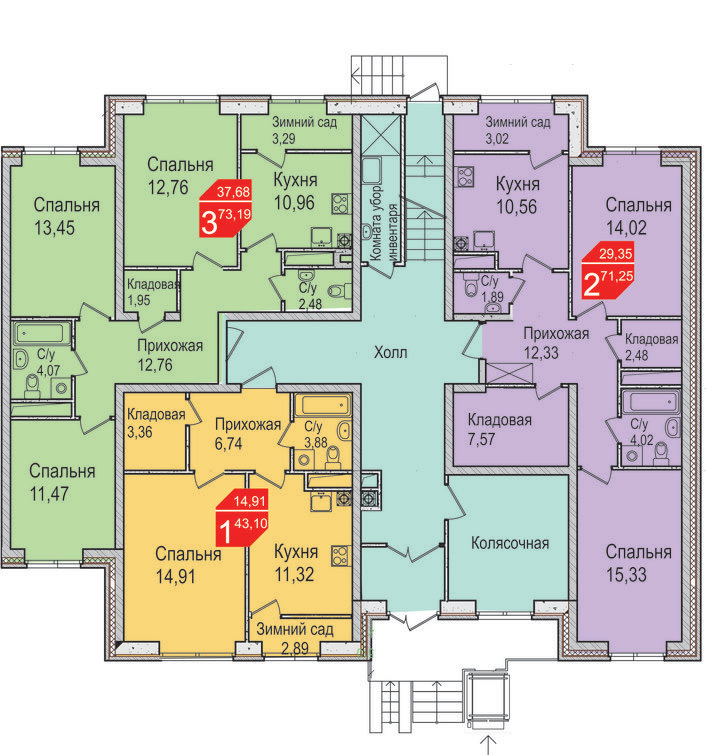 Зимний сад
3,29
Спальня
12,76
37,68
3 73,19
Кухня
10,96
Спальня
13,45
Кладовая
1,95
С/у
2,48
Прихожая
12,76
С/у
4,07
Спальня
11,47
Комната убор.
инвентаря
Холл
Зимний сад
3,02
Кухня
10,56
Спальня
14,02
29,35
2 71,25
С/у
1,89
Прихожая
12,33
Кладовая
2,48
Кладовая
7,57
С/у
4,02
Спальня
15,33
Колясочная
Кладовая
3,36
Прихожая
6,74
С/у
3,88
14,91
1 43,10
Спальня
14,91
Кухня
11,32
Зимний сад
2,89